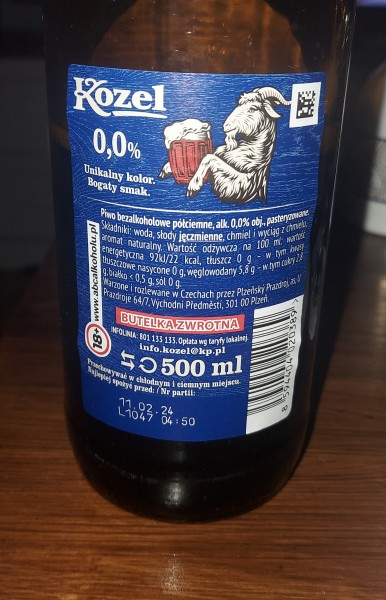 Kozel
0,0%
Unikalny kolor.
Bogaty smak.
Piwo bezalkoholowe półciemne, alk. 0,0% obj., pasteryzowane.
Składniki: woda, słody jęczmienne, chmiel i wyciąg z chmielu,
aromat naturalny. Wartość odżywcza na 100 ml: wartość
energetyczna 92kJ/22 kcal, tłuszcz 0 g – w tym kwasy
tłuszczowe nasycone 0 g, węglowodany 5,8 g – w tym cukry 2,8
g, białko < 0,5 g, sól 0 g.
Warzone i rozlewane w Czechach przez Plzeňský Prazdroj, as, U
Prazdroje 64/7, Východní Předměstí, 301 00 Plzeň.
BUTELKA ZWROTNA
INFOLINIA: 801 133 133. Opłata wg taryfy lokalnej.
info.kozel@kp.pl
500 ml
Przechowywać w chłodnym i ciemnym miejscu.
Najlepiej spożyć przed: / Nr partii:
11.02.24
L1047 04:50
www.abcalkoholu.pl
18+